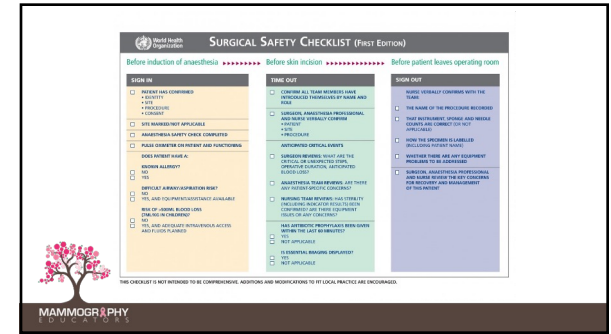 World Health
Organization
SURGICAL SAFETY CHECKLIST (FIRST EDITION)
Before induction of anaesthesia
Before skin incision
Before patient leaves operating room
SIGN IN
PATIENT HAS CONFIRMED
• IDENTITY
• SITE
• PROCEDURE
• CONSENT
SITE MARKED/NOT APPLICABLE
ANAESTHESIA SAFETY CHECK COMPLETED
PULSE OXIMETER ON PATIENT AND FUNCTIONING
DOES PATIENT HAVE A:
KNOWN ALLERGY?
NO
YES
DIFFICULT AIRWAY/ASPIRATION RISK?
NO
YES, AND EQUIPMENT/ASSISTANCE AVAILABLE
RISK OF >500ML BLOOD LOSS
(7ML/KG IN CHILDREN)?
NO
YES, AND ADEQUATE INTRAVENOUS ACCESS
AND FLUIDS PLANNED
TIME OUT
CONFIRM ALL TEAM MEMBERS HAVE
INTRODUCED THEMSELVES BY NAME AND
ROLE
SURGEON, ANAESTHESIA PROFESSIONAL
AND NURSE VERBALLY CONFIRM
• PATIENT
• SITE
• PROCEDURE
ANTICIPATED CRITICAL EVENTS
SURGEON REVIEWS: WHAT ARE THE
CRITICAL OR UNEXPECTED STEPS,
OPERATIVE DURATION, ANTICIPATED
BLOOD LOSS?
ANAESTHESIA TEAM REVIEWS: ARE THERE
ANY PATIENT-SPECIFIC CONCERNS?
NURSING TEAM REVIEWS: HAS STERILITY
(INCLUDING INDICATOR RESULTS) BEEN
CONFIRMED? ARE THERE EQUIPMENT
ISSUES OR ANY CONCERNS?
HAS ANTIBIOTIC PROPHYLAXIS BEEN GIVEN
WITHIN THE LAST 60 MINUTES?
YES
NOT APPLICABLE
IS ESSENTIAL IMAGING DISPLAYED?
YES
NOT APPLICABLE
SIGN OUT
NURSE VERBALLY CONFIRMS WITH THE
TEAM:
THE NAME OF THE PROCEDURE RECORDED
THAT INSTRUMENT, SPONGE AND NEEDLE
COUNTS ARE CORRECT (OR NOT
APPLICABLE)
HOW THE SPECIMEN IS LABELLED
(INCLUDING PATIENT NAME)
WHETHER THERE ARE ANY EQUIPMENT
PROBLEMS TO BE ADDRESSED
SURGEON, ANAESTHESIA PROFESSIONAL
AND NURSE REVIEW THE KEY CONCERNS
FOR RECOVERY AND MANAGEMENT
OF THIS PATIENT
THIS CHECKLIST IS NOT INTENDED TO BE COMPREHENSIVE. ADDITIONS AND MODIFICATIONS TO FIT LOCAL PRACTICE ARE ENCOURAGED.
MAMMOGRAPHY
EDUCATORS